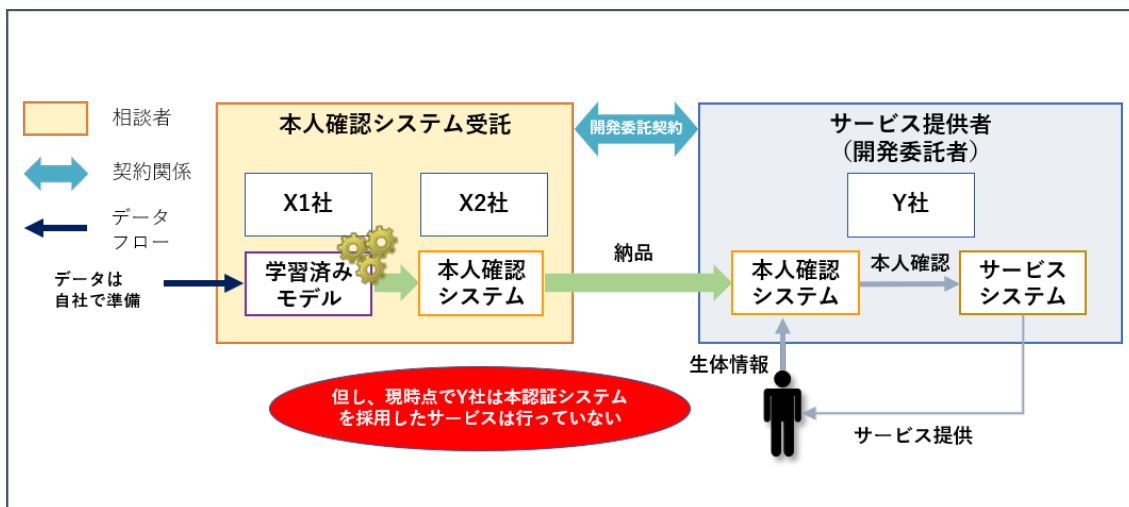 相談者
契約関係
データ
フロー
データは
自社で準備
本人確認システム受託
X1社
X2社
学習済み
モデル
本人確認
システム
開発委託契約
納品
サービス提供者
（開発委託者）
Y社
本人確認
システム
本人確認
サービス
システム
生体情報
サービス提供
但し、現時点でY社は本認証システム
を採用したサービスは行っていない